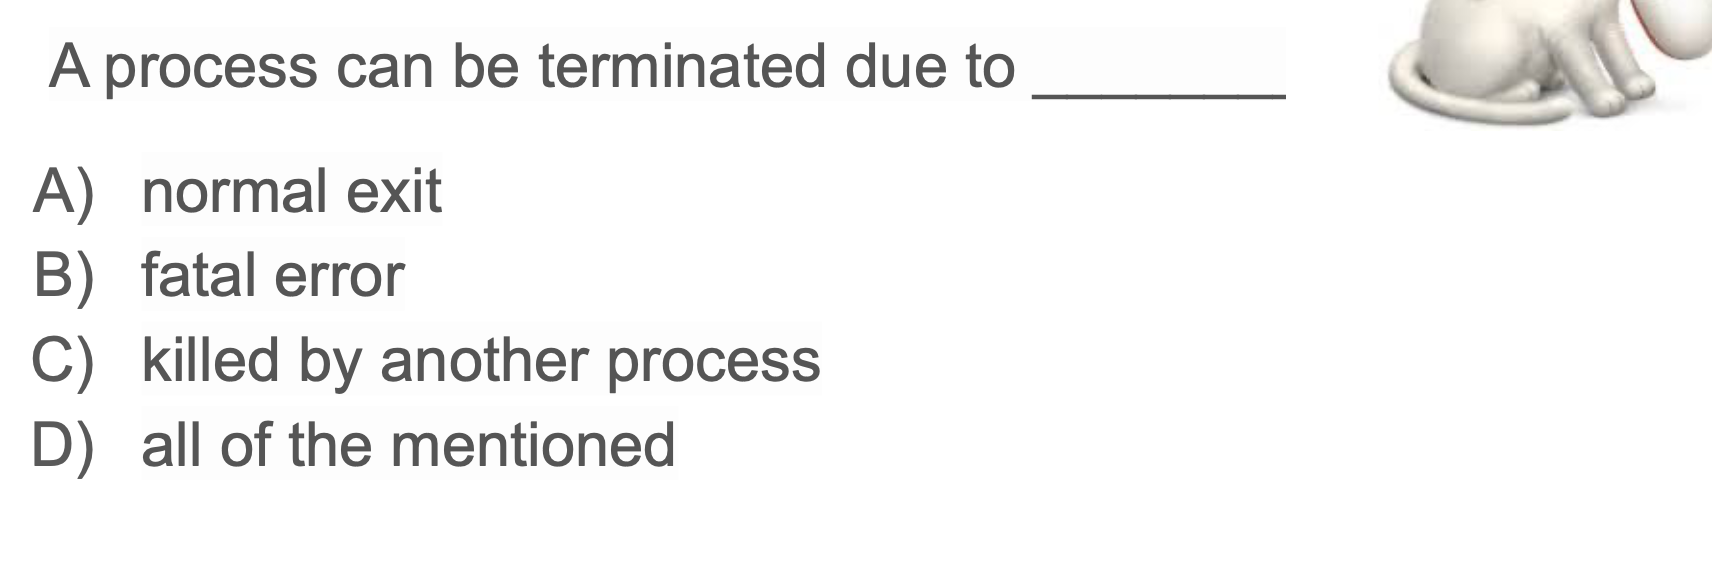 A process can be terminated due to ________
A) normal exit
B) fatal error
C) killed by another process
D) all of the mentioned